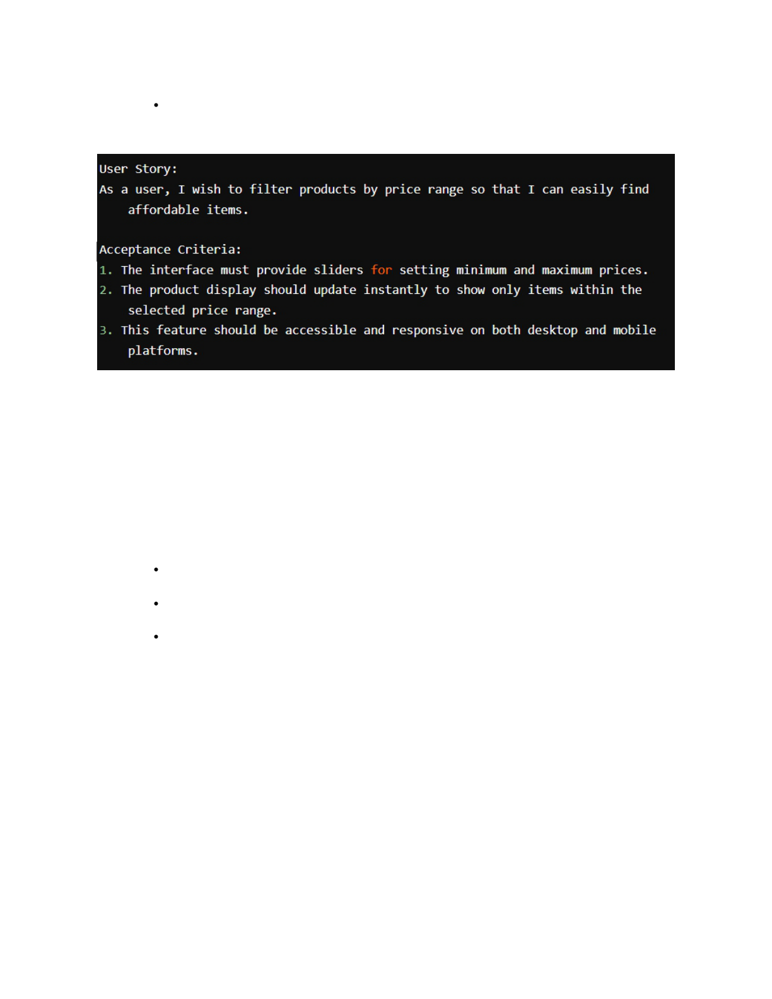 User Story:
As a user, I wish to filter products by price range so that I can easily find
affordable items.
Acceptance Criteria:
1. The interface must provide sliders for setting minimum and maximum prices.
2. The product display should update instantly to show only items within the
selected price range.
3. This feature should be accessible and responsive on both desktop and mobile
platforms.